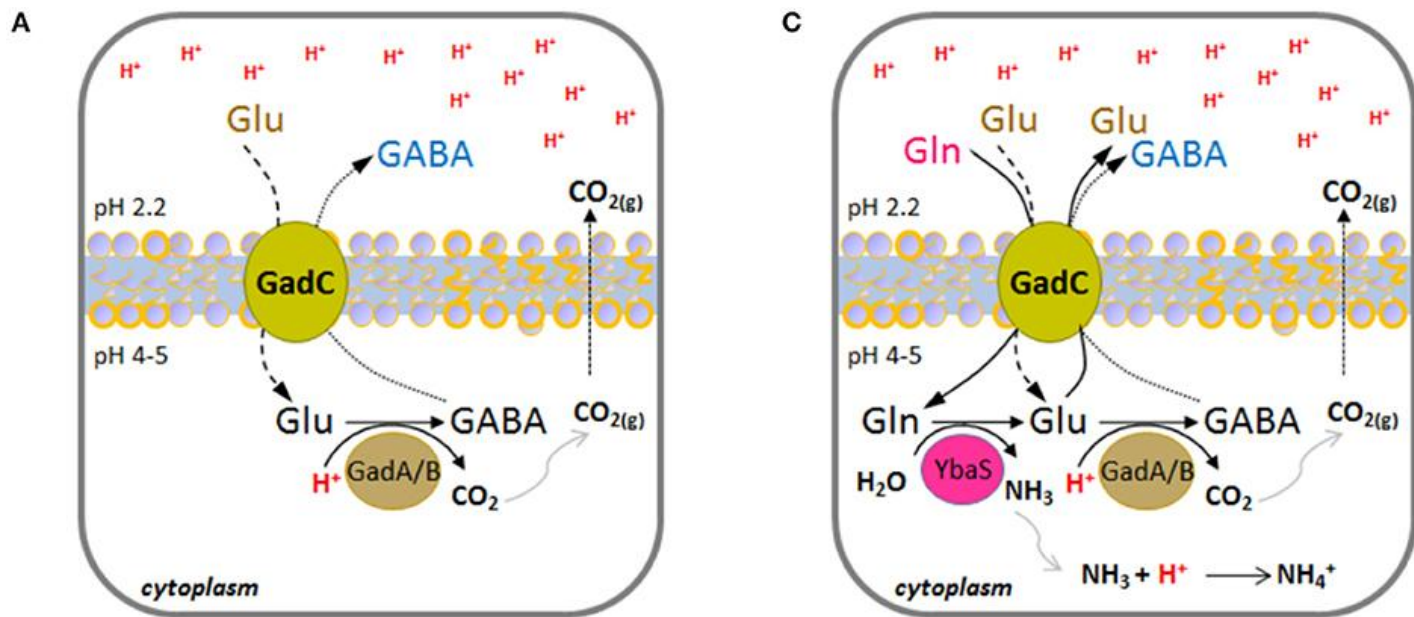 A
H⁺ H⁺ H⁺ H⁺ H⁺ H⁺ H⁺ H⁺ H⁺ H⁺ H⁺ H⁺
Glu
GABA
CO₂(g)
pH 2.2
GadC
pH 4-5
Glu GABA CO₂(g)
H⁺ GadA/B CO₂
cytoplasm
C
H⁺ H⁺ H⁺ H⁺ H⁺ H⁺ H⁺ H⁺ H⁺ H⁺ H⁺ H⁺
Glu Glu
Gln GABA
CO₂(g)
pH 2.2
GadC
pH 4-5
Gln Glu GABA CO₂(g)
H₂O YbaS NH₃ H⁺ GadA/B CO₂
NH₃ + H⁺ → NH₄⁺
cytoplasm